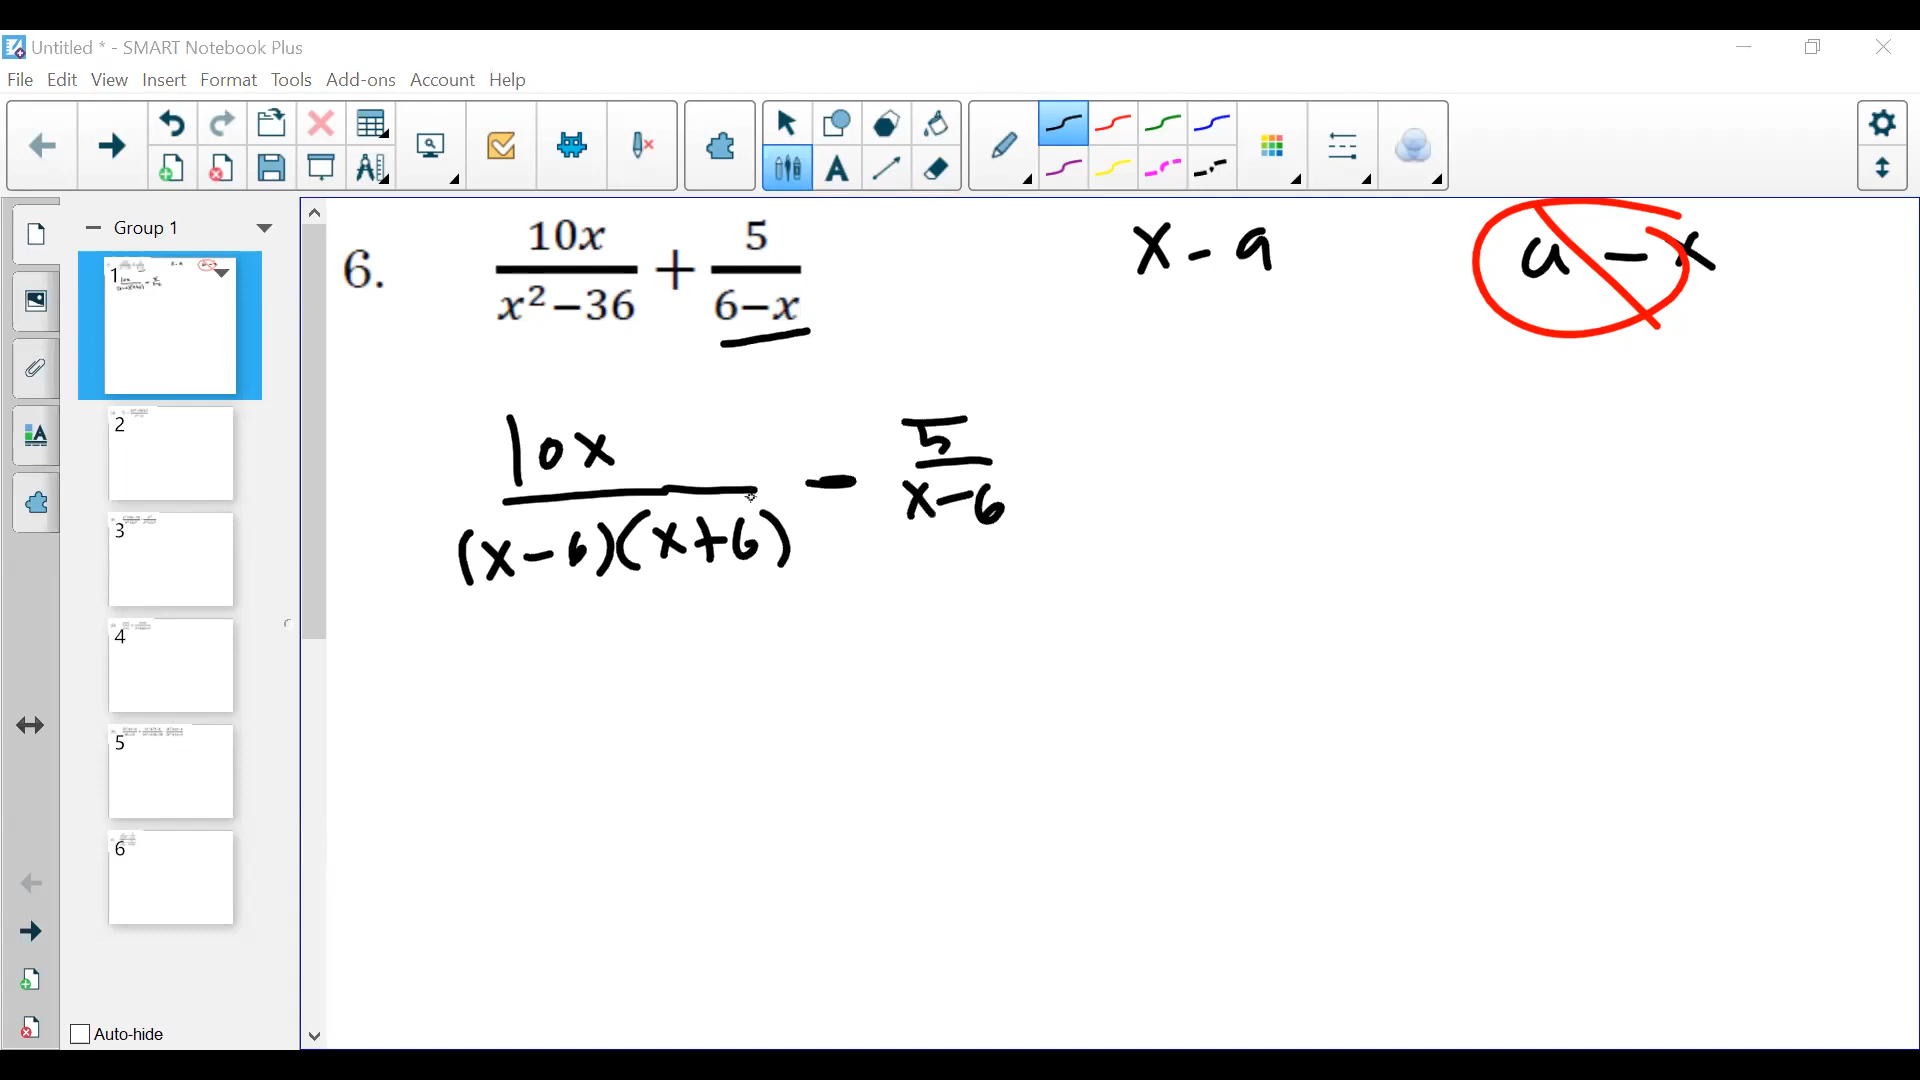 Untitled * - SMART Notebook Plus
File Edit View Insert Format Tools Add-ons Account Help
Group 1
1
2
3
4
5
6
Auto-hide
6. 10x/x²−36 + 5/6−x
x - a
a - x
10x/(x-6)(x+6) - 5/x-6